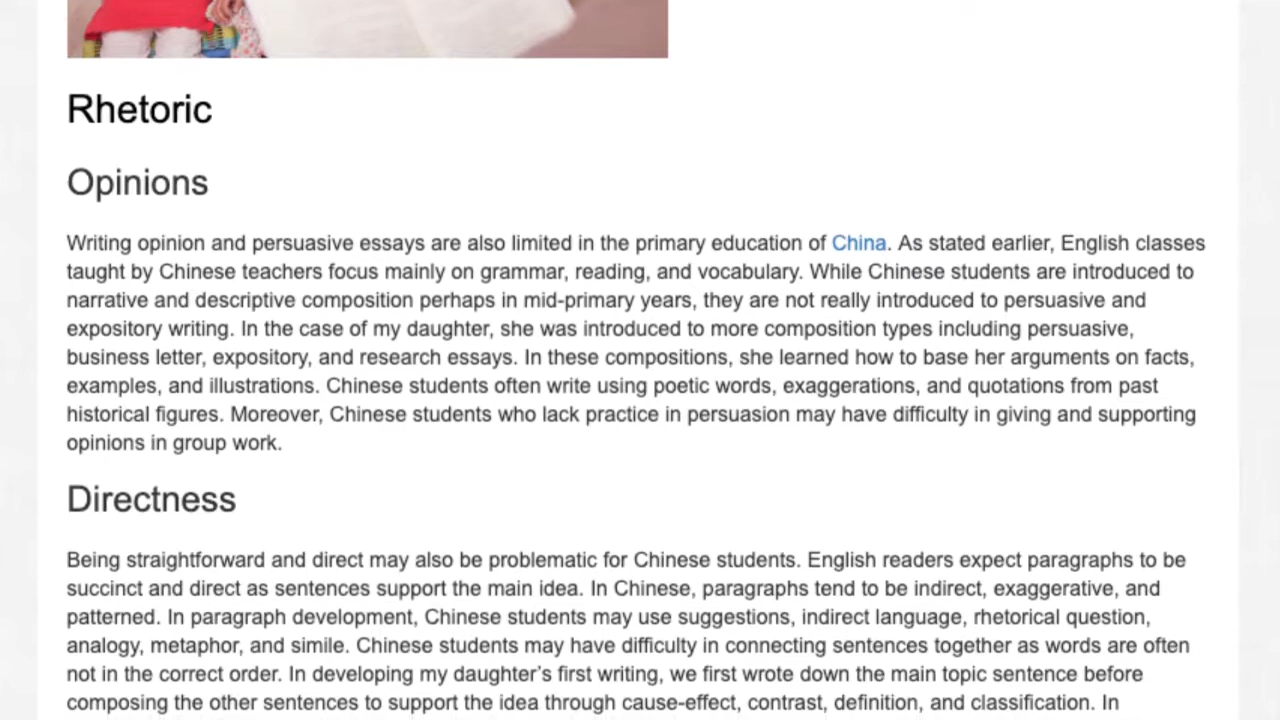 Rhetoric
Opinions
Writing opinion and persuasive essays are also limited in the primary education of China. As stated earlier, English classes
taught by Chinese teachers focus mainly on grammar, reading, and vocabulary. While Chinese students are introduced to
narrative and descriptive composition perhaps in mid-primary years, they are not really introduced to persuasive and
expository writing. In the case of my daughter, she was introduced to more composition types including persuasive,
business letter, expository, and research essays. In these compositions, she learned how to base her arguments on facts,
examples, and illustrations. Chinese students often write using poetic words, exaggerations, and quotations from past
historical figures. Moreover, Chinese students who lack practice in persuasion may have difficulty in giving and supporting
opinions in group work.
Directness
Being straightforward and direct may also be problematic for Chinese students. English readers expect paragraphs to be
succinct and direct as sentences support the main idea. In Chinese, paragraphs tend to be indirect, exaggerative, and
patterned. In paragraph development, Chinese students may use suggestions, indirect language, rhetorical question,
analogy, metaphor, and simile. Chinese students may have difficulty in connecting sentences together as words are often
not in the correct order. In developing my daughter’s first writing, we first wrote down the main topic sentence before
composing the other sentences to support the idea through cause-effect, contrast, definition, and classification. In